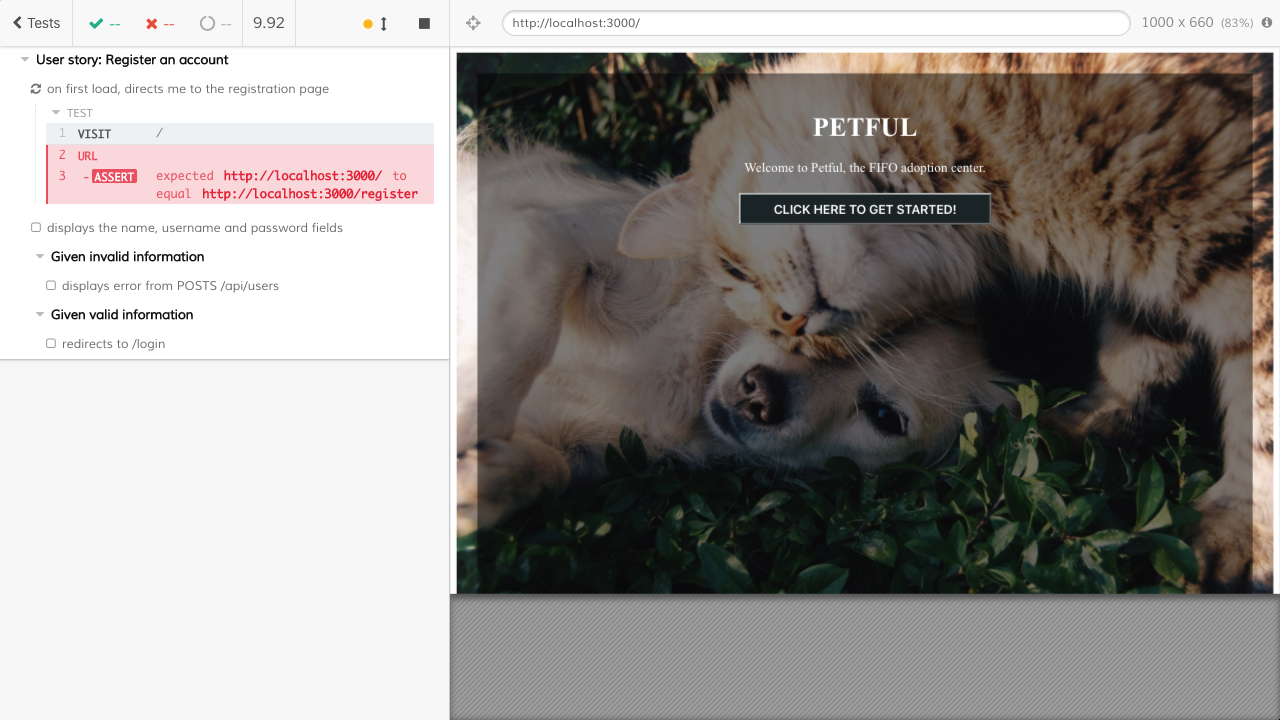 Tests -- -- -- 9.92
http://localhost:3000/ 1000 x 660 (83%)
User story: Register an account
on first load, directs me to the registration page
TEST
1 VISIT /
2 URL
3 -ASSERT expected http://localhost:3000/ to
equal http://localhost:3000/register
displays the name, username and password fields
Given invalid information
displays error from POSTS /api/users
Given valid information
redirects to /login
PETFUL
Welcome to Petful, the FIFO adoption center.
CLICK HERE TO GET STARTED!